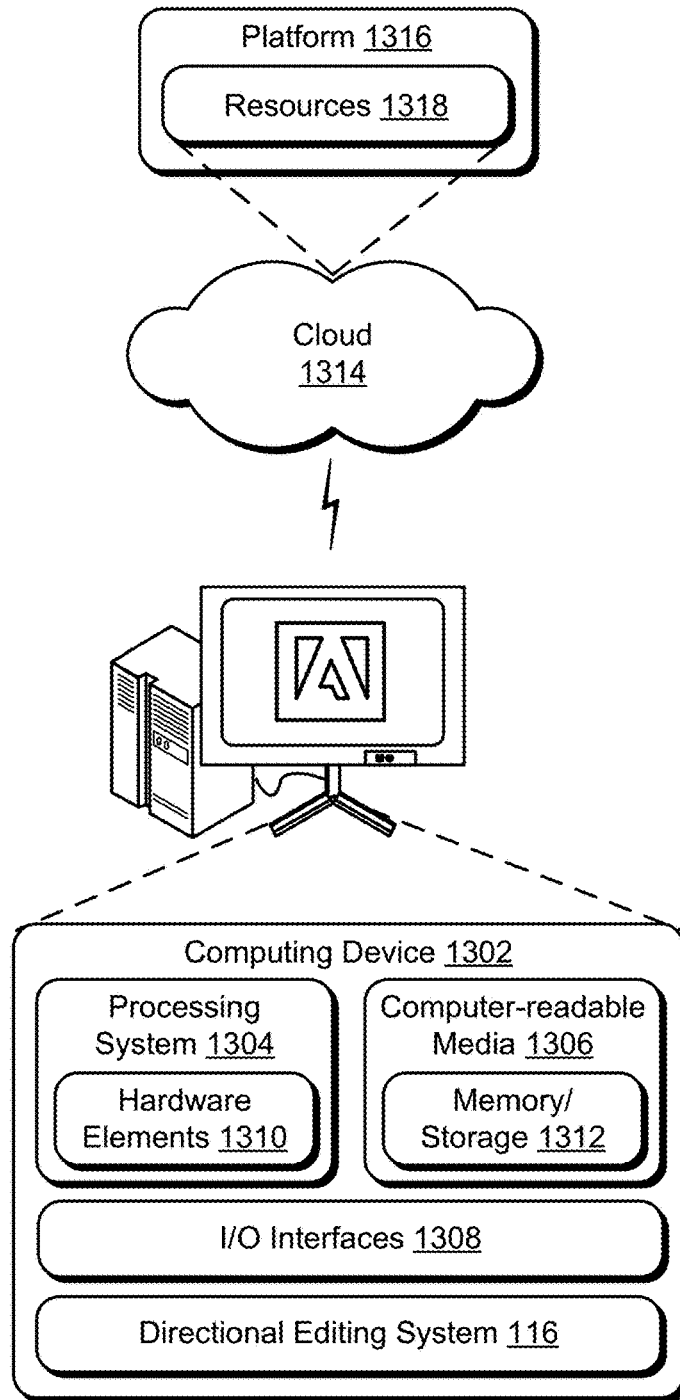 Platform 1316
Resources 1318
Cloud
1314
Computing Device 1302
Processing
System 1304
Hardware
Elements 1310
Computer-readable
Media 1306
Memory/
Storage 1312
I/O Interfaces 1308
Directional Editing System 116